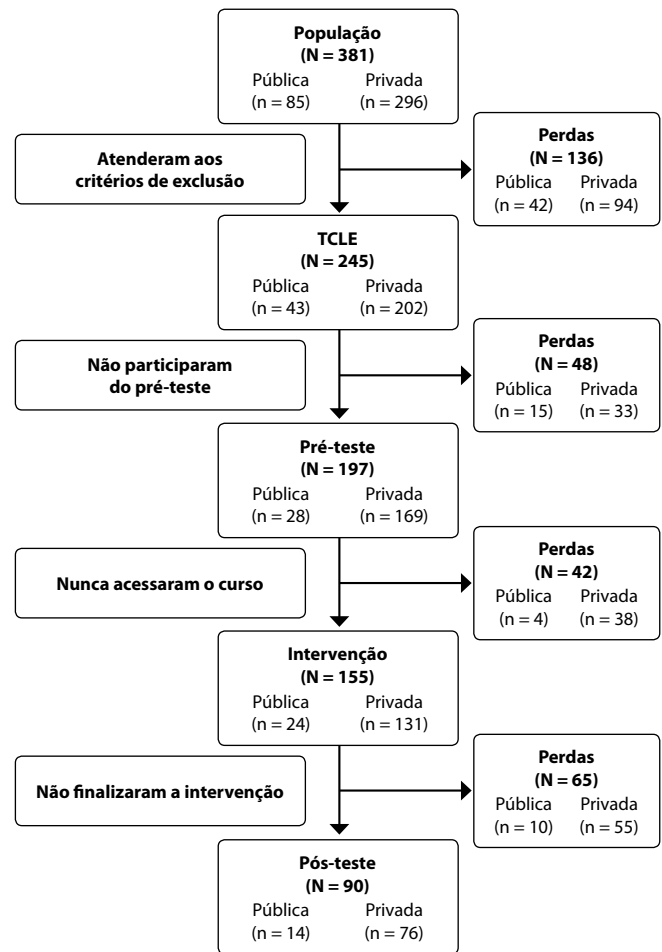 População
(N = 381)
Pública Privada
(n = 85) (n = 296)
Atenderam aos
critérios de exclusão
Perdas
(N = 136)
Pública Privada
(n = 42) (n = 94)
TCLE
(N = 245)
Pública Privada
(n = 43) (n = 202)
Não participaram
do pré-teste
Perdas
(N = 48)
Pública Privada
(n = 15) (n = 33)
Pré-teste
(N = 197)
Pública Privada
(n = 28) (n = 169)
Nunca acessaram o curso
Perdas
(N = 42)
Pública Privada
(n = 4) (n = 38)
Intervenção
(N = 155)
Pública Privada
(n = 24) (n = 131)
Não finalizaram a intervenção
Perdas
(N = 65)
Pública Privada
(n = 10) (n = 55)
Pós-teste
(N = 90)
Pública Privada
(n = 14) (n = 76)